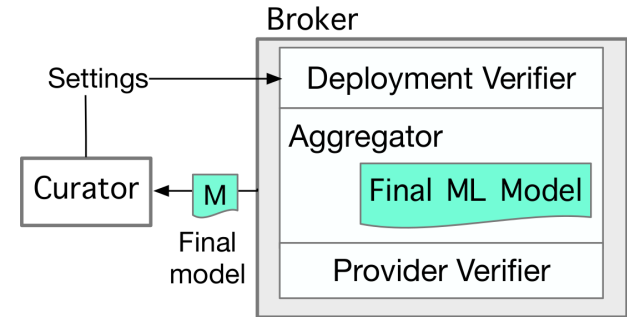 Broker
Settings
Deployment Verifier
Aggregator
Curator
M
Final ML Model
Final
model
Provider Verifier